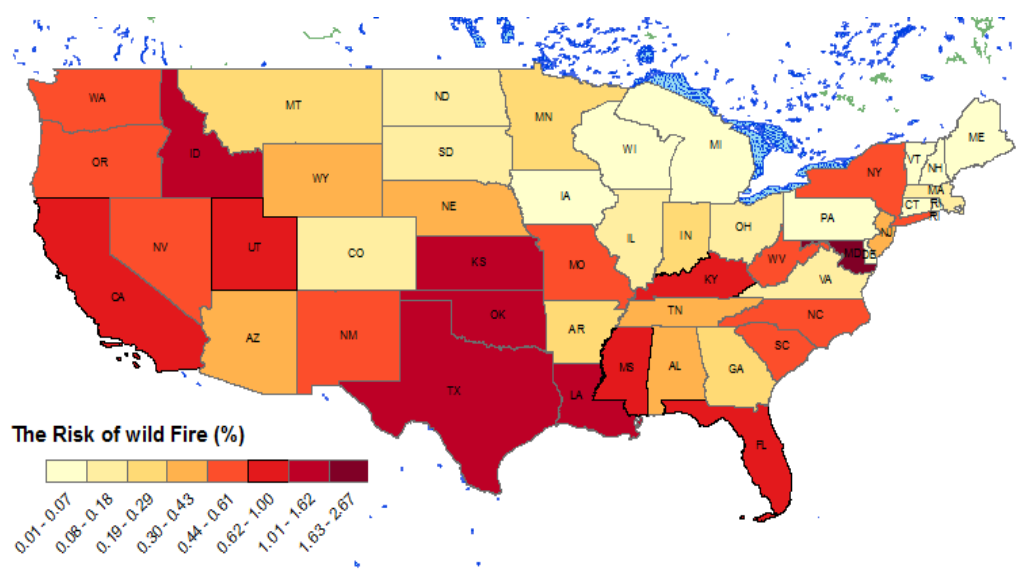 WA
MT
ND
MN
ME
OR
ID
SD
WI
MI
VT
NH
NY
WY
MA
IA
NE
CT
R
RI
PA
OH
NJ
NV
UT
CO
IL
IN
MD
DE
WV
KS
MO
KY
VA
CA
AZ
NM
OK
AR
TN
NC
SC
MS
AL
GA
TX
LA
FL
The Risk of wild Fire (%)
0.01 - 0.07
0.08 - 0.18
0.19 - 0.29
0.30 - 0.43
0.44 - 0.61
0.62 - 1.00
1.01 - 1.62
1.63 - 2.67